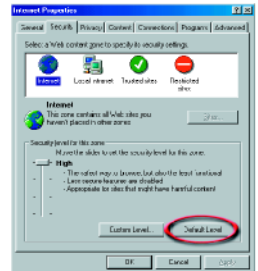 Internet Properties
General Security Privacy Content Connections Programs Advanced
Select a Web content zone to specify its security settings.
Internet Local intranet Trusted sites Restricted sites
Internet
This zone contains all Web sites you
haven't placed in other zones
Sites...
Security level for this zone
Move the slider to set the security level for this zone.
High
- The safest way to browse, but also the least functional
- Less secure features are disabled
- Appropriate for sites that might have harmful content
Custom Level... Default Level
OK Cancel Apply